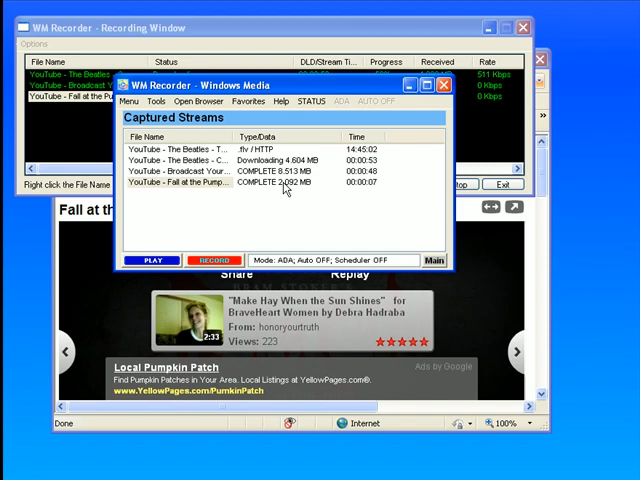 WM Recorder - Recording Window
Options
File Name Status DLD/Stream Ti... Progress Received Rate
YouTube - The Beatles 511 Kbps
YouTube - Broadcast Y 0 Kbps
YouTube - Fall at the Pu 0 Kbps
Right click the File Name
Exit
WM Recorder - Windows Media
Menu Tools Open Browser Favorites Help STATUS ADA AUTO OFF
Captured Streams
File Name Type/Data Time
YouTube - The Beatles - T... .flv / HTTP 14:45:02
YouTube - The Beatles - C... Downloading 4.604 MB 00:00:53
YouTube - Broadcast Your... COMPLETE 8.513 MB 00:00:48
YouTube - Fall at the Pump... COMPLETE 2.092 MB 00:00:07
PLAY RECORD Mode: ADA; Auto OFF; Scheduler OFF Main
Fall at th
Share Replay
BRAM STOKER'S
"Make Hay When the Sun Shines" for
BraveHeart Women by Debra Hadraba
From: honoryourtruth
Views: 223
2:33
Local Pumpkin Patch
Ads by Google
Find Pumpkin Patches in Your Area. Local Listings at YellowPages.com®.
www.YellowPages.com/PumpkinPatch
Done Internet 100%